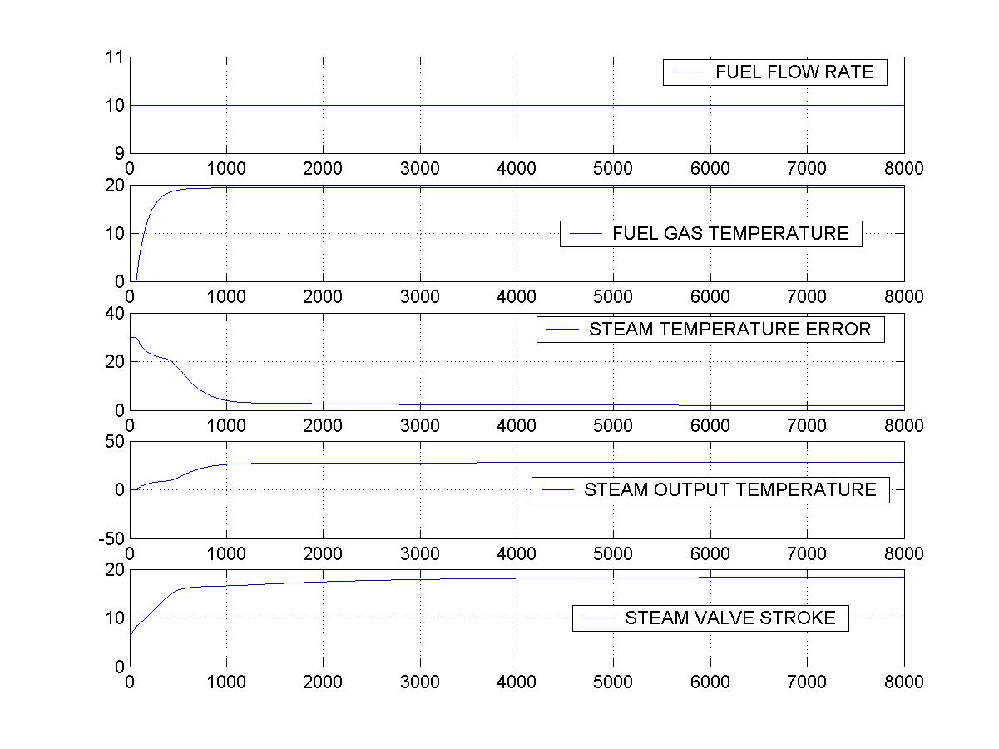 11
FUEL FLOW RATE
10
9
0 1000 2000 3000 4000 5000 6000 7000 8000
20
10
FUEL GAS TEMPERATURE
0
0 1000 2000 3000 4000 5000 6000 7000 8000
40
STEAM TEMPERATURE ERROR
20
0
0 1000 2000 3000 4000 5000 6000 7000 8000
50
0
STEAM OUTPUT TEMPERATURE
-50
0 1000 2000 3000 4000 5000 6000 7000 8000
20
10
STEAM VALVE STROKE
0
0 1000 2000 3000 4000 5000 6000 7000 8000